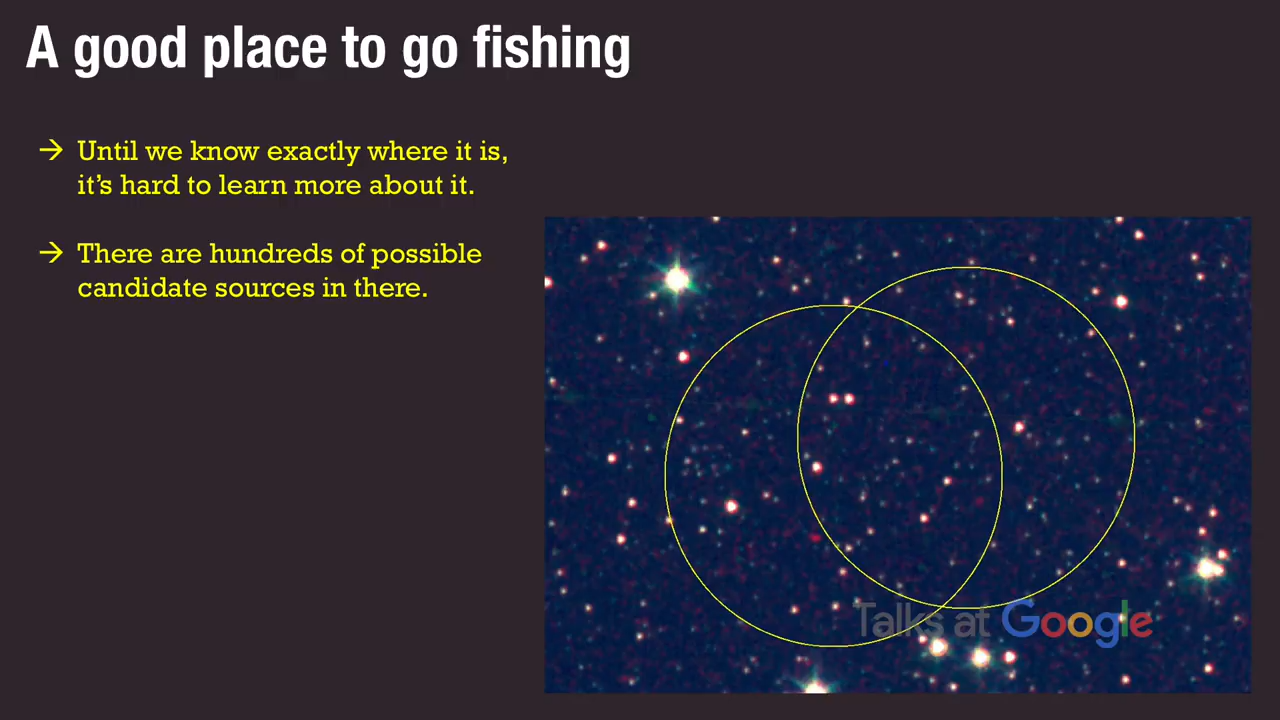 A good place to go fishing
→ Until we know exactly where it is,
it’s hard to learn more about it.
→ There are hundreds of possible
candidate sources in there.
Talks at Google